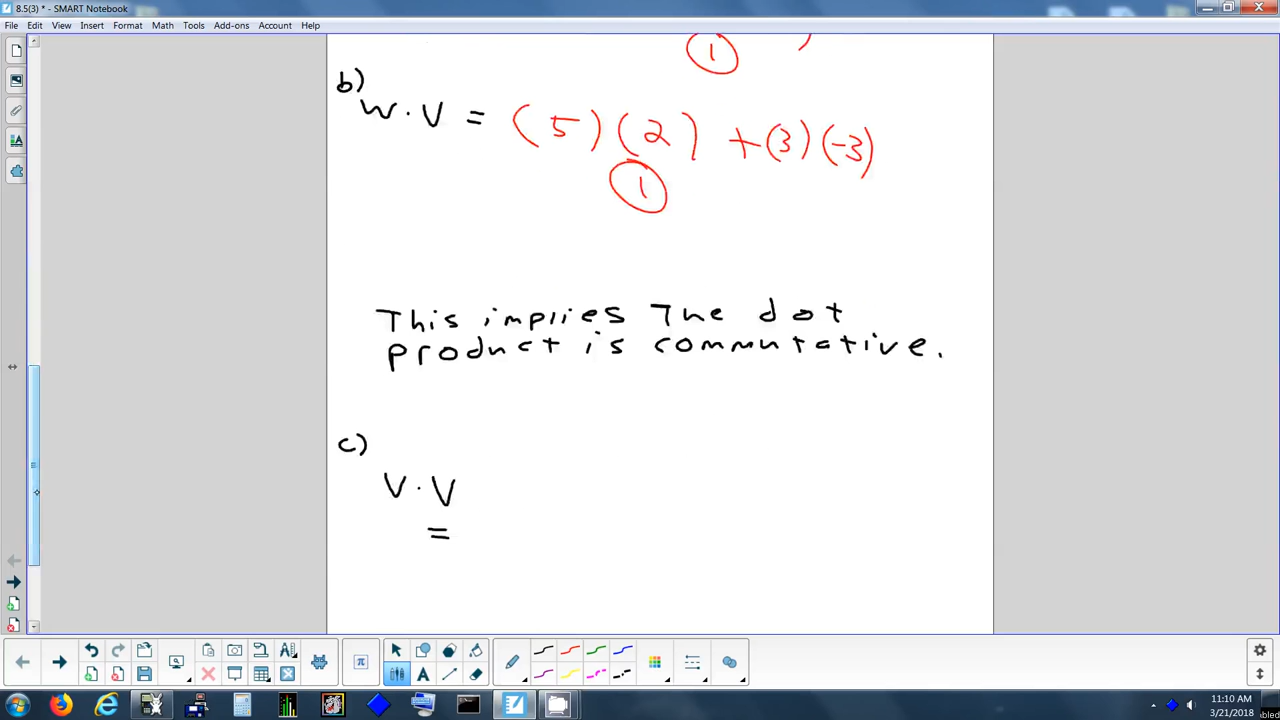 8.5(3) * - SMART Notebook
File Edit View Insert Format Math Tools Add-ons Account Help
1
b)
W · V = (5)(2) + (3)(-3)
1
This implies The dot
product is commutative.
c)
V · V
=
π
A
11:10 AM
3/21/2018
abled